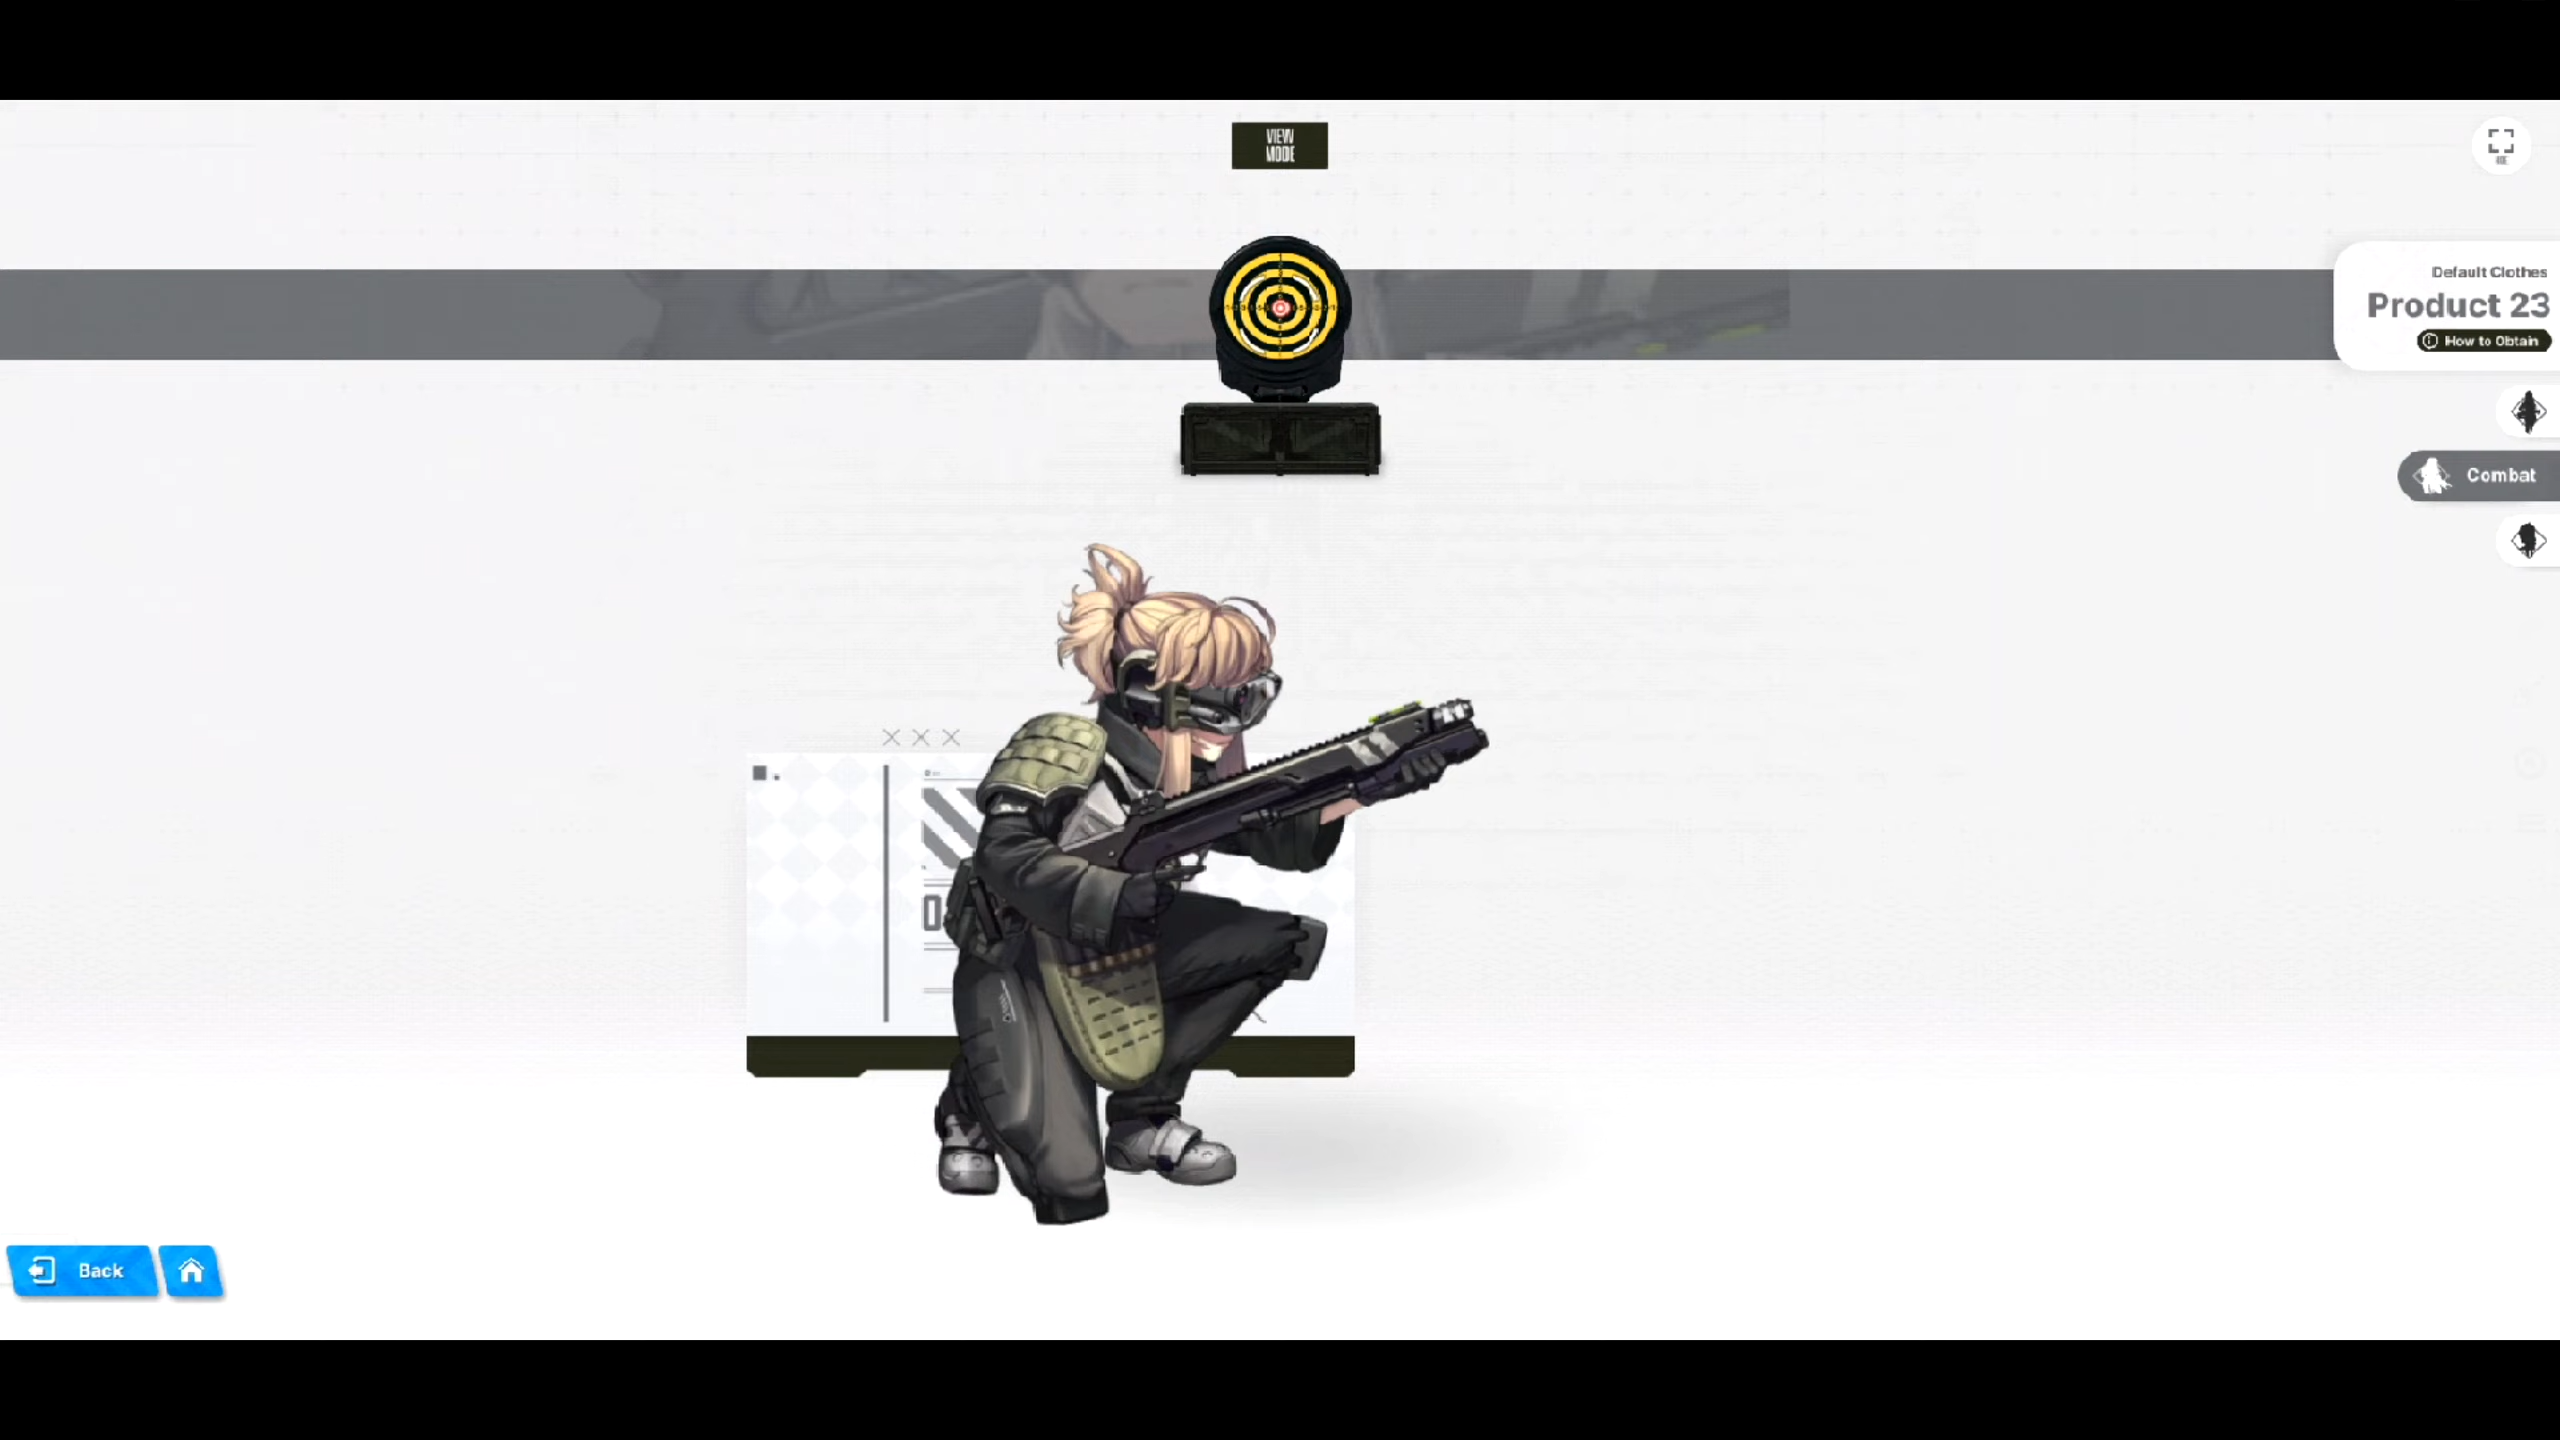 VIEW
MODE
Default Clothes
Product 23
How to Obtain
Combat
Back